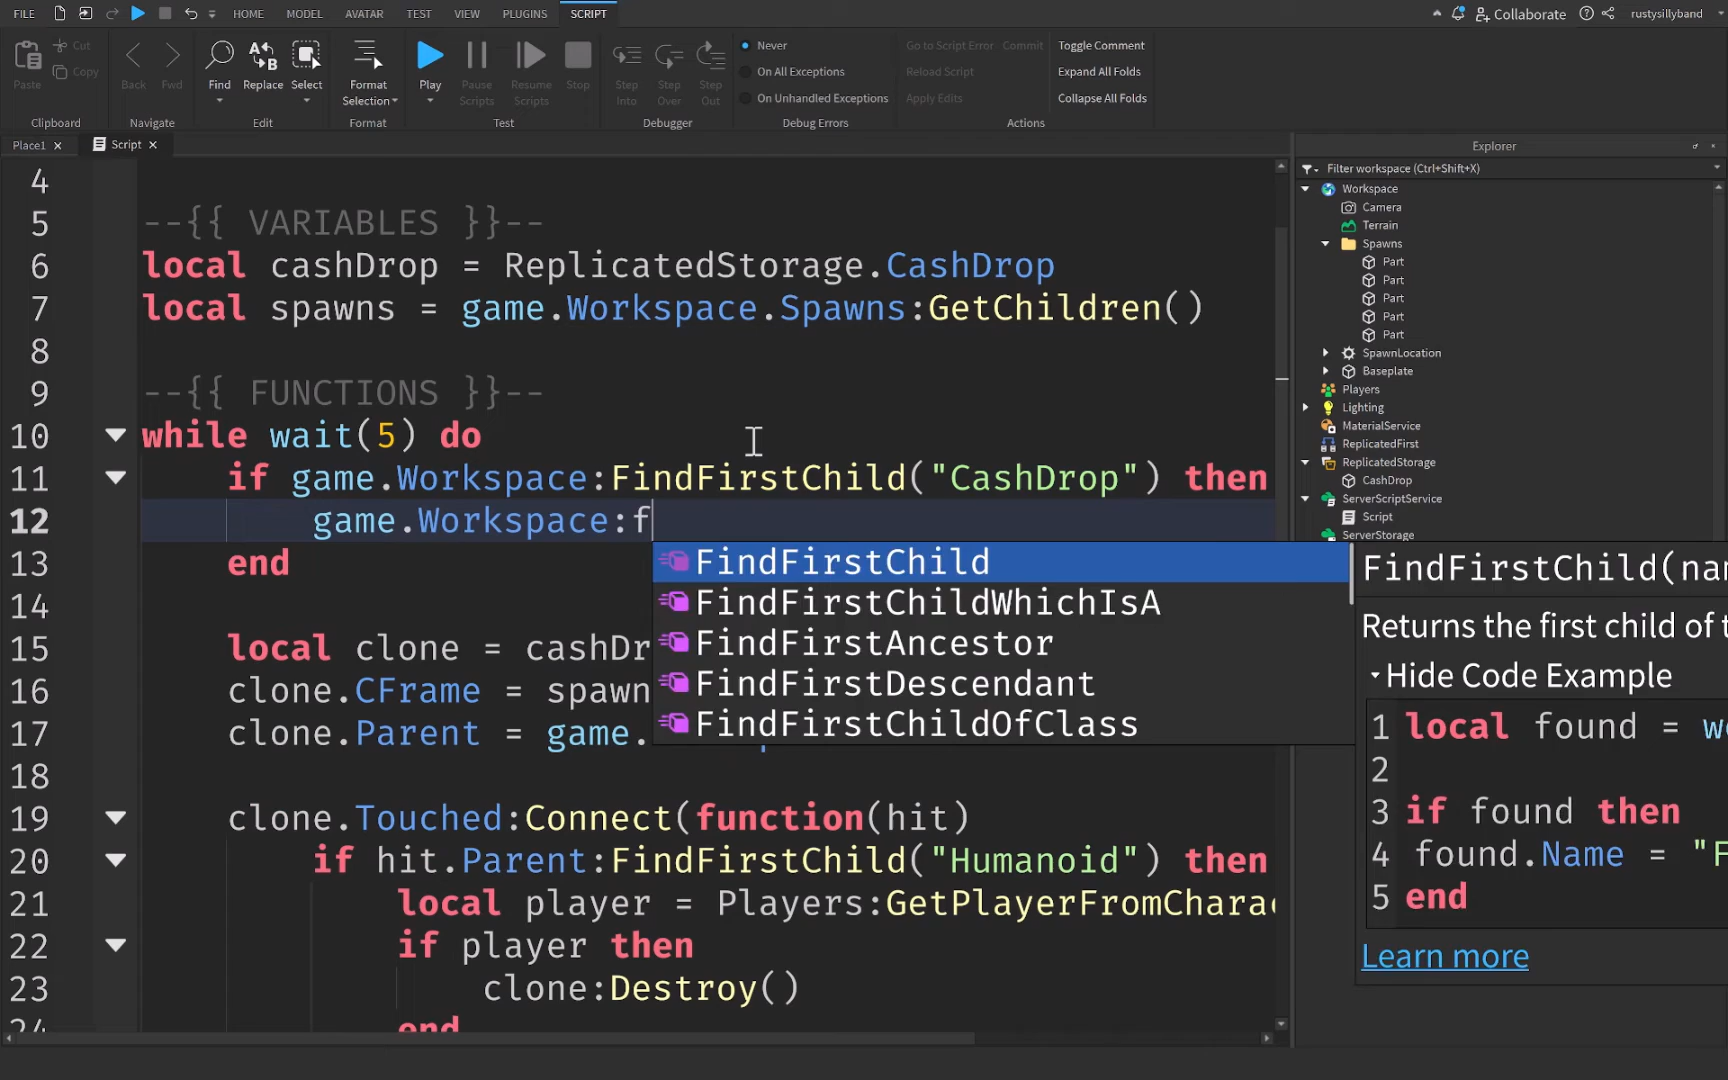 FILE HOME MODEL AVATAR TEST VIEW PLUGINS SCRIPT Collaborate rustysillyband
Paste Cut Copy Back Fwd Find Replace Select Format Selection Play Pause Scripts Resume Scripts Stop Step Into Step Over Step Out Never On All Exceptions On Unhandled Exceptions Go to Script Error Commit Reload Script Apply Edits Toggle Comment Expand All Folds Collapse All Folds
Clipboard Navigate Edit Format Test Debugger Debug Errors Actions
Place1 Script Explorer
Filter workspace (Ctrl+Shift+X)
Workspace
Camera
Terrain
Spawns
Part
Part
Part
Part
Part
SpawnLocation
Baseplate
Players
Lighting
MaterialService
ReplicatedFirst
ReplicatedStorage
CashDrop
ServerScriptService
Script
ServerStorage
4
5 --{{ VARIABLES }}--
6 local cashDrop = ReplicatedStorage.CashDrop
7 local spawns = game.Workspace.Spawns:GetChildren()
8
9 --{{ FUNCTIONS }}--
10 while wait(5) do
11 if game.Workspace:FindFirstChild("CashDrop") then
12 game.Workspace:f
13 end
14
15 local clone = cashDr
16 clone.CFrame = spawn
17 clone.Parent = game.
18
19 clone.Touched:Connect(function(hit)
20 if hit.Parent:FindFirstChild("Humanoid") then
21 local player = Players:GetPlayerFromChara
22 if player then
23 clone:Destroy()
24 end
FindFirstChild
FindFirstChildWhichIsA
FindFirstAncestor
FindFirstDescendant
FindFirstChildOfClass
FindFirstChild(na
Returns the first child of
Hide Code Example
1 local found = w
2
3 if found then
4 found.Name = "F
5 end
Learn more